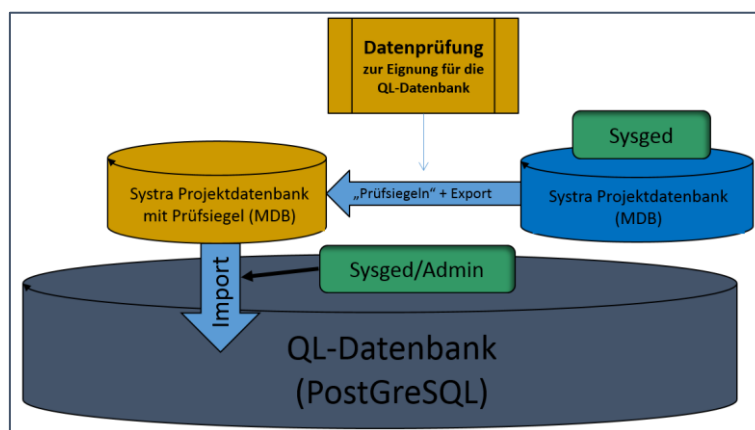 Datenprüfung
zur Eignung für die
QL-Datenbank
Sysged
Systra Projektdatenbank
mit Prüfsiegel (MDB)
„Prüfsiegeln“ + Export
Systra Projektdatenbank
(MDB)
Import
Sysged/Admin
QL-Datenbank
(PostGreSQL)